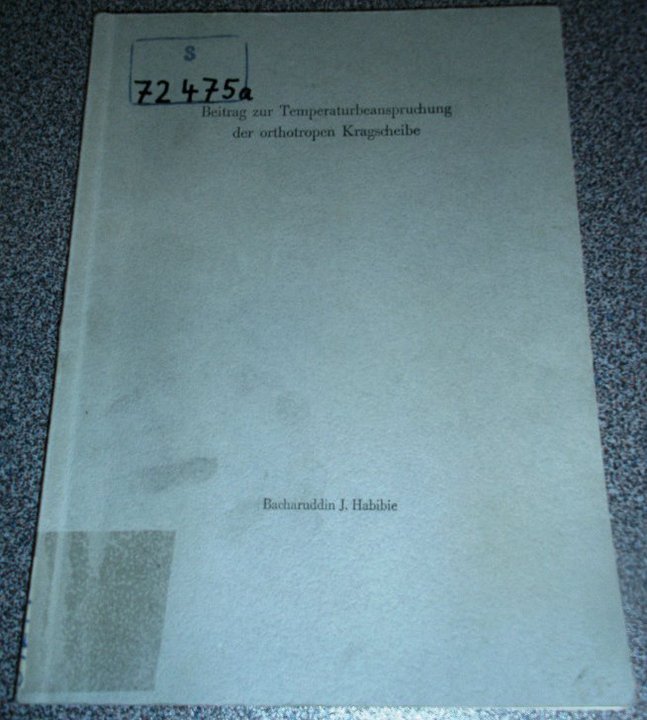 S
72 475a
Beitrag zur Temperaturbeanspruchung
der orthotropen Kragscheibe
Bacharuddin J. Habibie